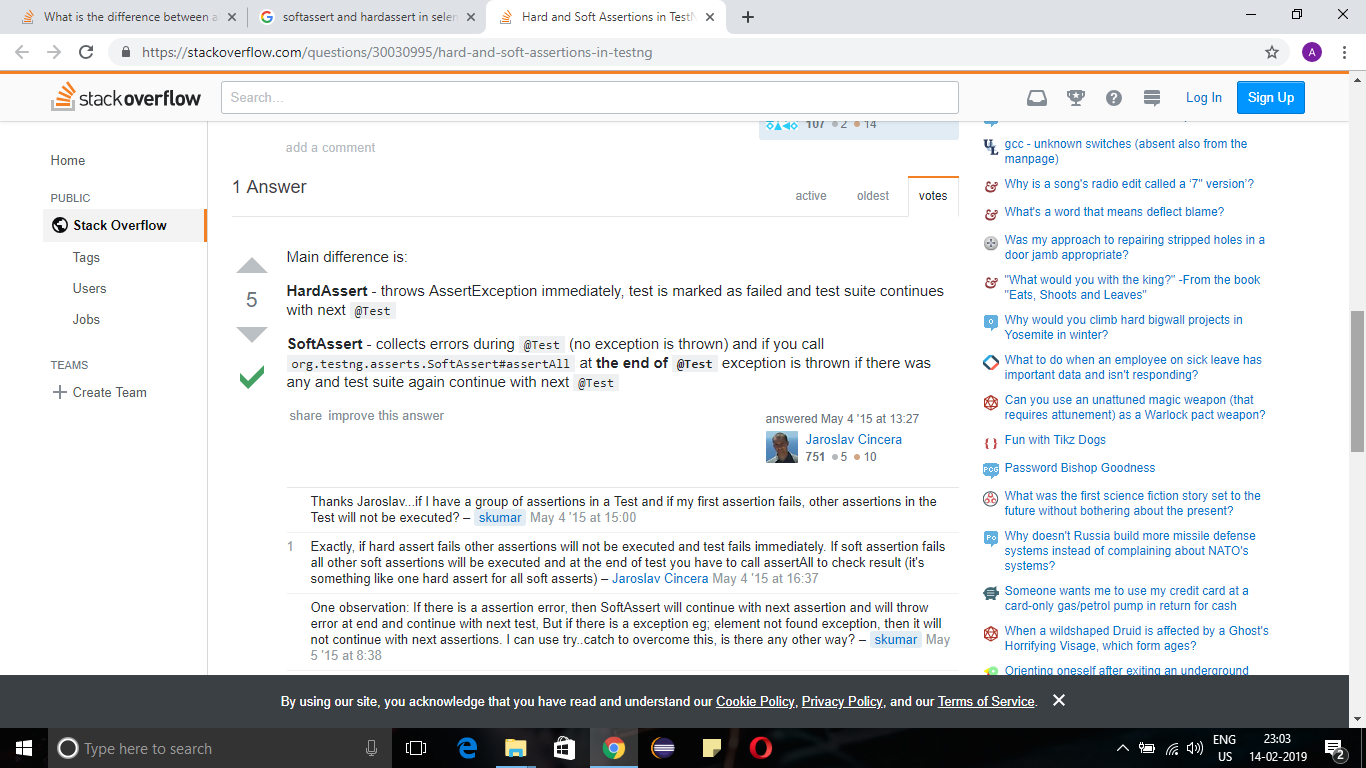 What is the difference between a
softassert and hardassert in selen
Hard and Soft Assertions in TestN
https://stackoverflow.com/questions/30030995/hard-and-soft-assertions-in-testng
A
stackoverflow
Search...
Log In
Sign Up
Home
PUBLIC
Stack Overflow
Tags
Users
Jobs
TEAMS
Create Team
107 2 14
add a comment
1 Answer
active
oldest
votes
5
Main difference is:
HardAssert - throws AssertException immediately, test is marked as failed and test suite continues
with next @Test
SoftAssert - collects errors during @Test (no exception is thrown) and if you call
org.testng.asserts.SoftAssert#assertAll at the end of @Test exception is thrown if there was
any and test suite again continue with next @Test
share improve this answer
answered May 4 '15 at 13:27
Jaroslav Cincera
751 5 10
Thanks Jaroslav...if I have a group of assertions in a Test and if my first assertion fails, other assertions in the
Test will not be executed? – skumar May 4 '15 at 15:00
1
Exactly, if hard assert fails other assertions will not be executed and test fails immediately. If soft assertion fails
all other soft assertions will be executed and at the end of test you have to call assertAll to check result (it's
something like one hard assert for all soft asserts) – Jaroslav Cincera May 4 '15 at 16:37
One observation: If there is a assertion error, then SoftAssert will continue with next assertion and will throw
error at end and continue with next test, But if there is a exception eg; element not found exception, then it will
not continue with next assertions. I can use try..catch to overcome this, is there any other way? – skumar May
5 '15 at 8:38
gcc - unknown switches (absent also from the
manpage)
Why is a song's radio edit called a ‘7" version’?
What's a word that means deflect blame?
Was my approach to repairing stripped holes in a
door jamb appropriate?
"What would you with the king?" -From the book
"Eats, Shoots and Leaves"
Why would you climb hard bigwall projects in
Yosemite in winter?
What to do when an employee on sick leave has
important data and isn't responding?
Can you use an unattuned magic weapon (that
requires attunement) as a Warlock pact weapon?
Fun with Tikz Dogs
Password Bishop Goodness
What was the first science fiction story set to the
future without bothering about the present?
Why doesn't Russia build more missile defense
systems instead of complaining about NATO's
systems?
Someone wants me to use my credit card at a
card-only gas/petrol pump in return for cash
When a wildshaped Druid is affected by a Ghost's
Horrifying Visage, which form ages?
Orienting oneself after exiting an underground
By using our site, you acknowledge that you have read and understand our Cookie Policy, Privacy Policy, and our Terms of Service.
Type here to search
ENG
US
23:03
14-02-2019
2